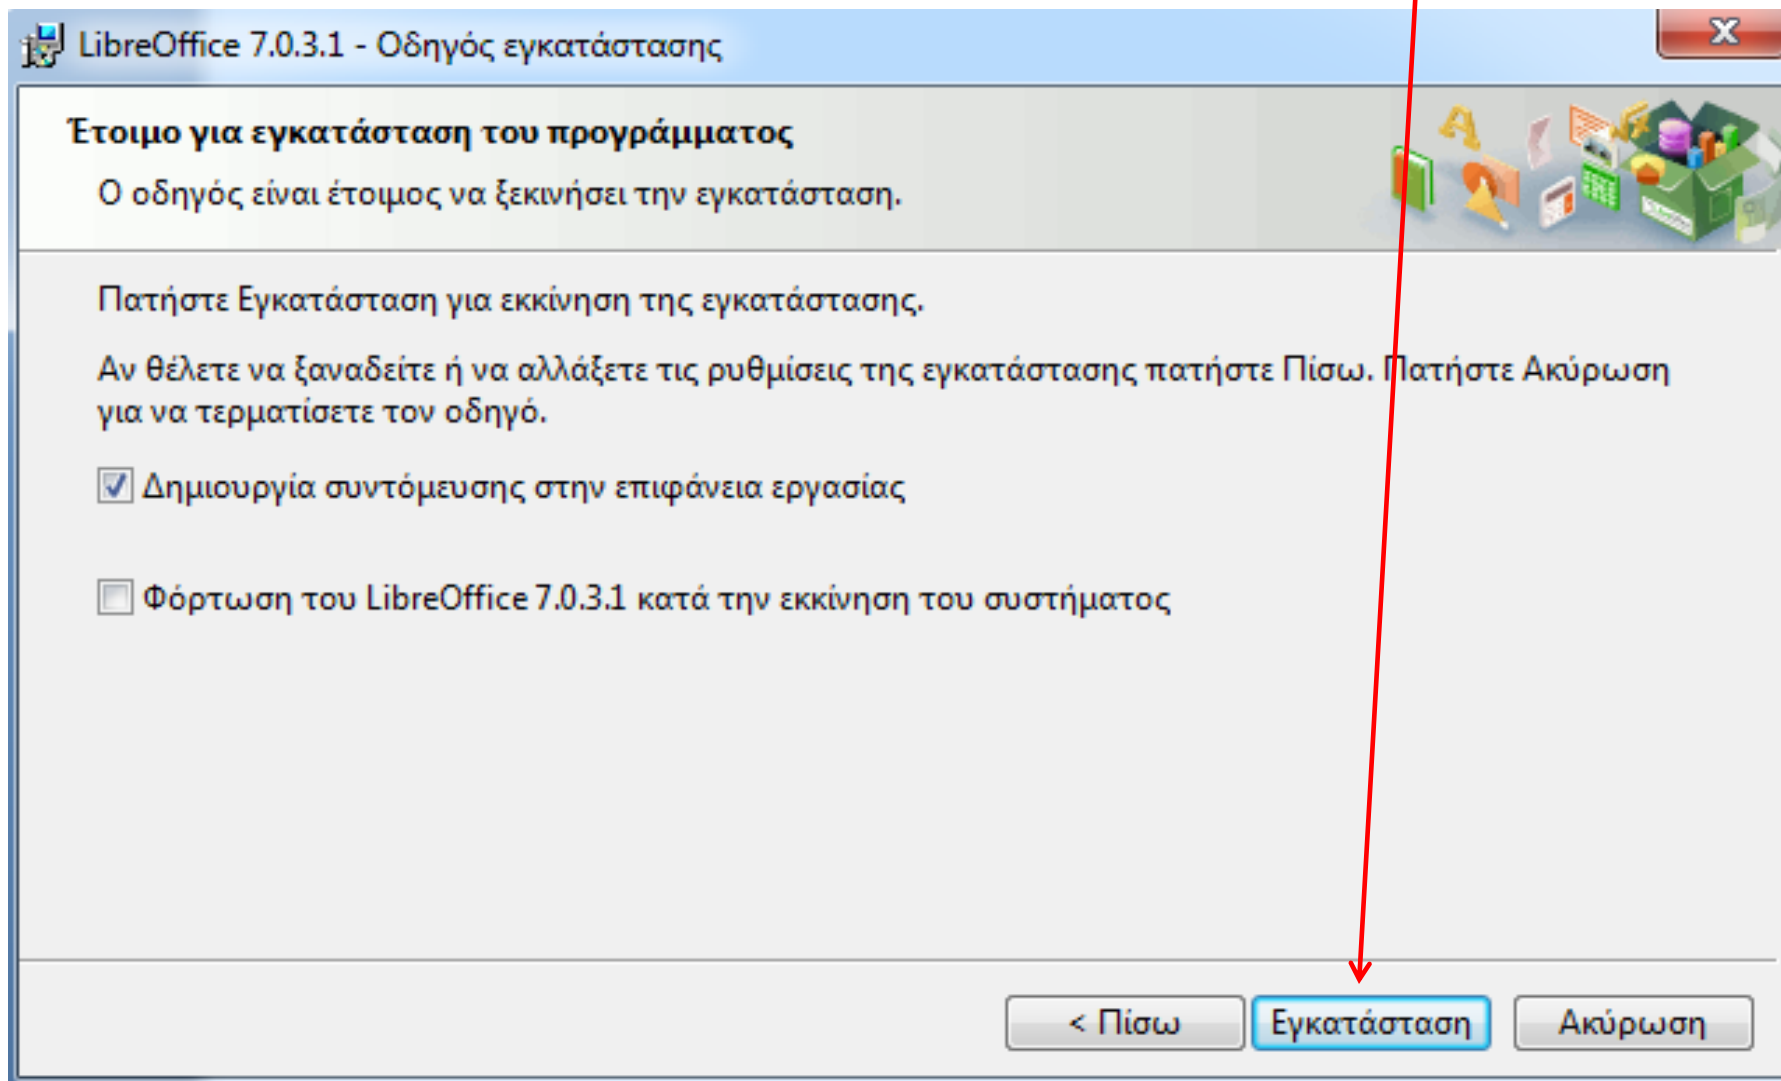 LibreOffice 7.0.3.1 - Οδηγός εγκατάστασης
Έτοιμο για εγκατάσταση του προγράμματος
Ο οδηγός είναι έτοιμος να ξεκινήσει την εγκατάσταση.
Πατήστε Εγκατάσταση για εκκίνηση της εγκατάστασης.
Αν θέλετε να ξαναδείτε ή να αλλάξετε τις ρυθμίσεις της εγκατάστασης πατήστε Πίσω. Πατήστε Ακύρωση
για να τερματίσετε τον οδηγό.
Δημιουργία συντόμευσης στην επιφάνεια εργασίας
Φόρτωση του LibreOffice 7.0.3.1 κατά την εκκίνηση του συστήματος
< Πίσω
Εγκατάσταση
Ακύρωση